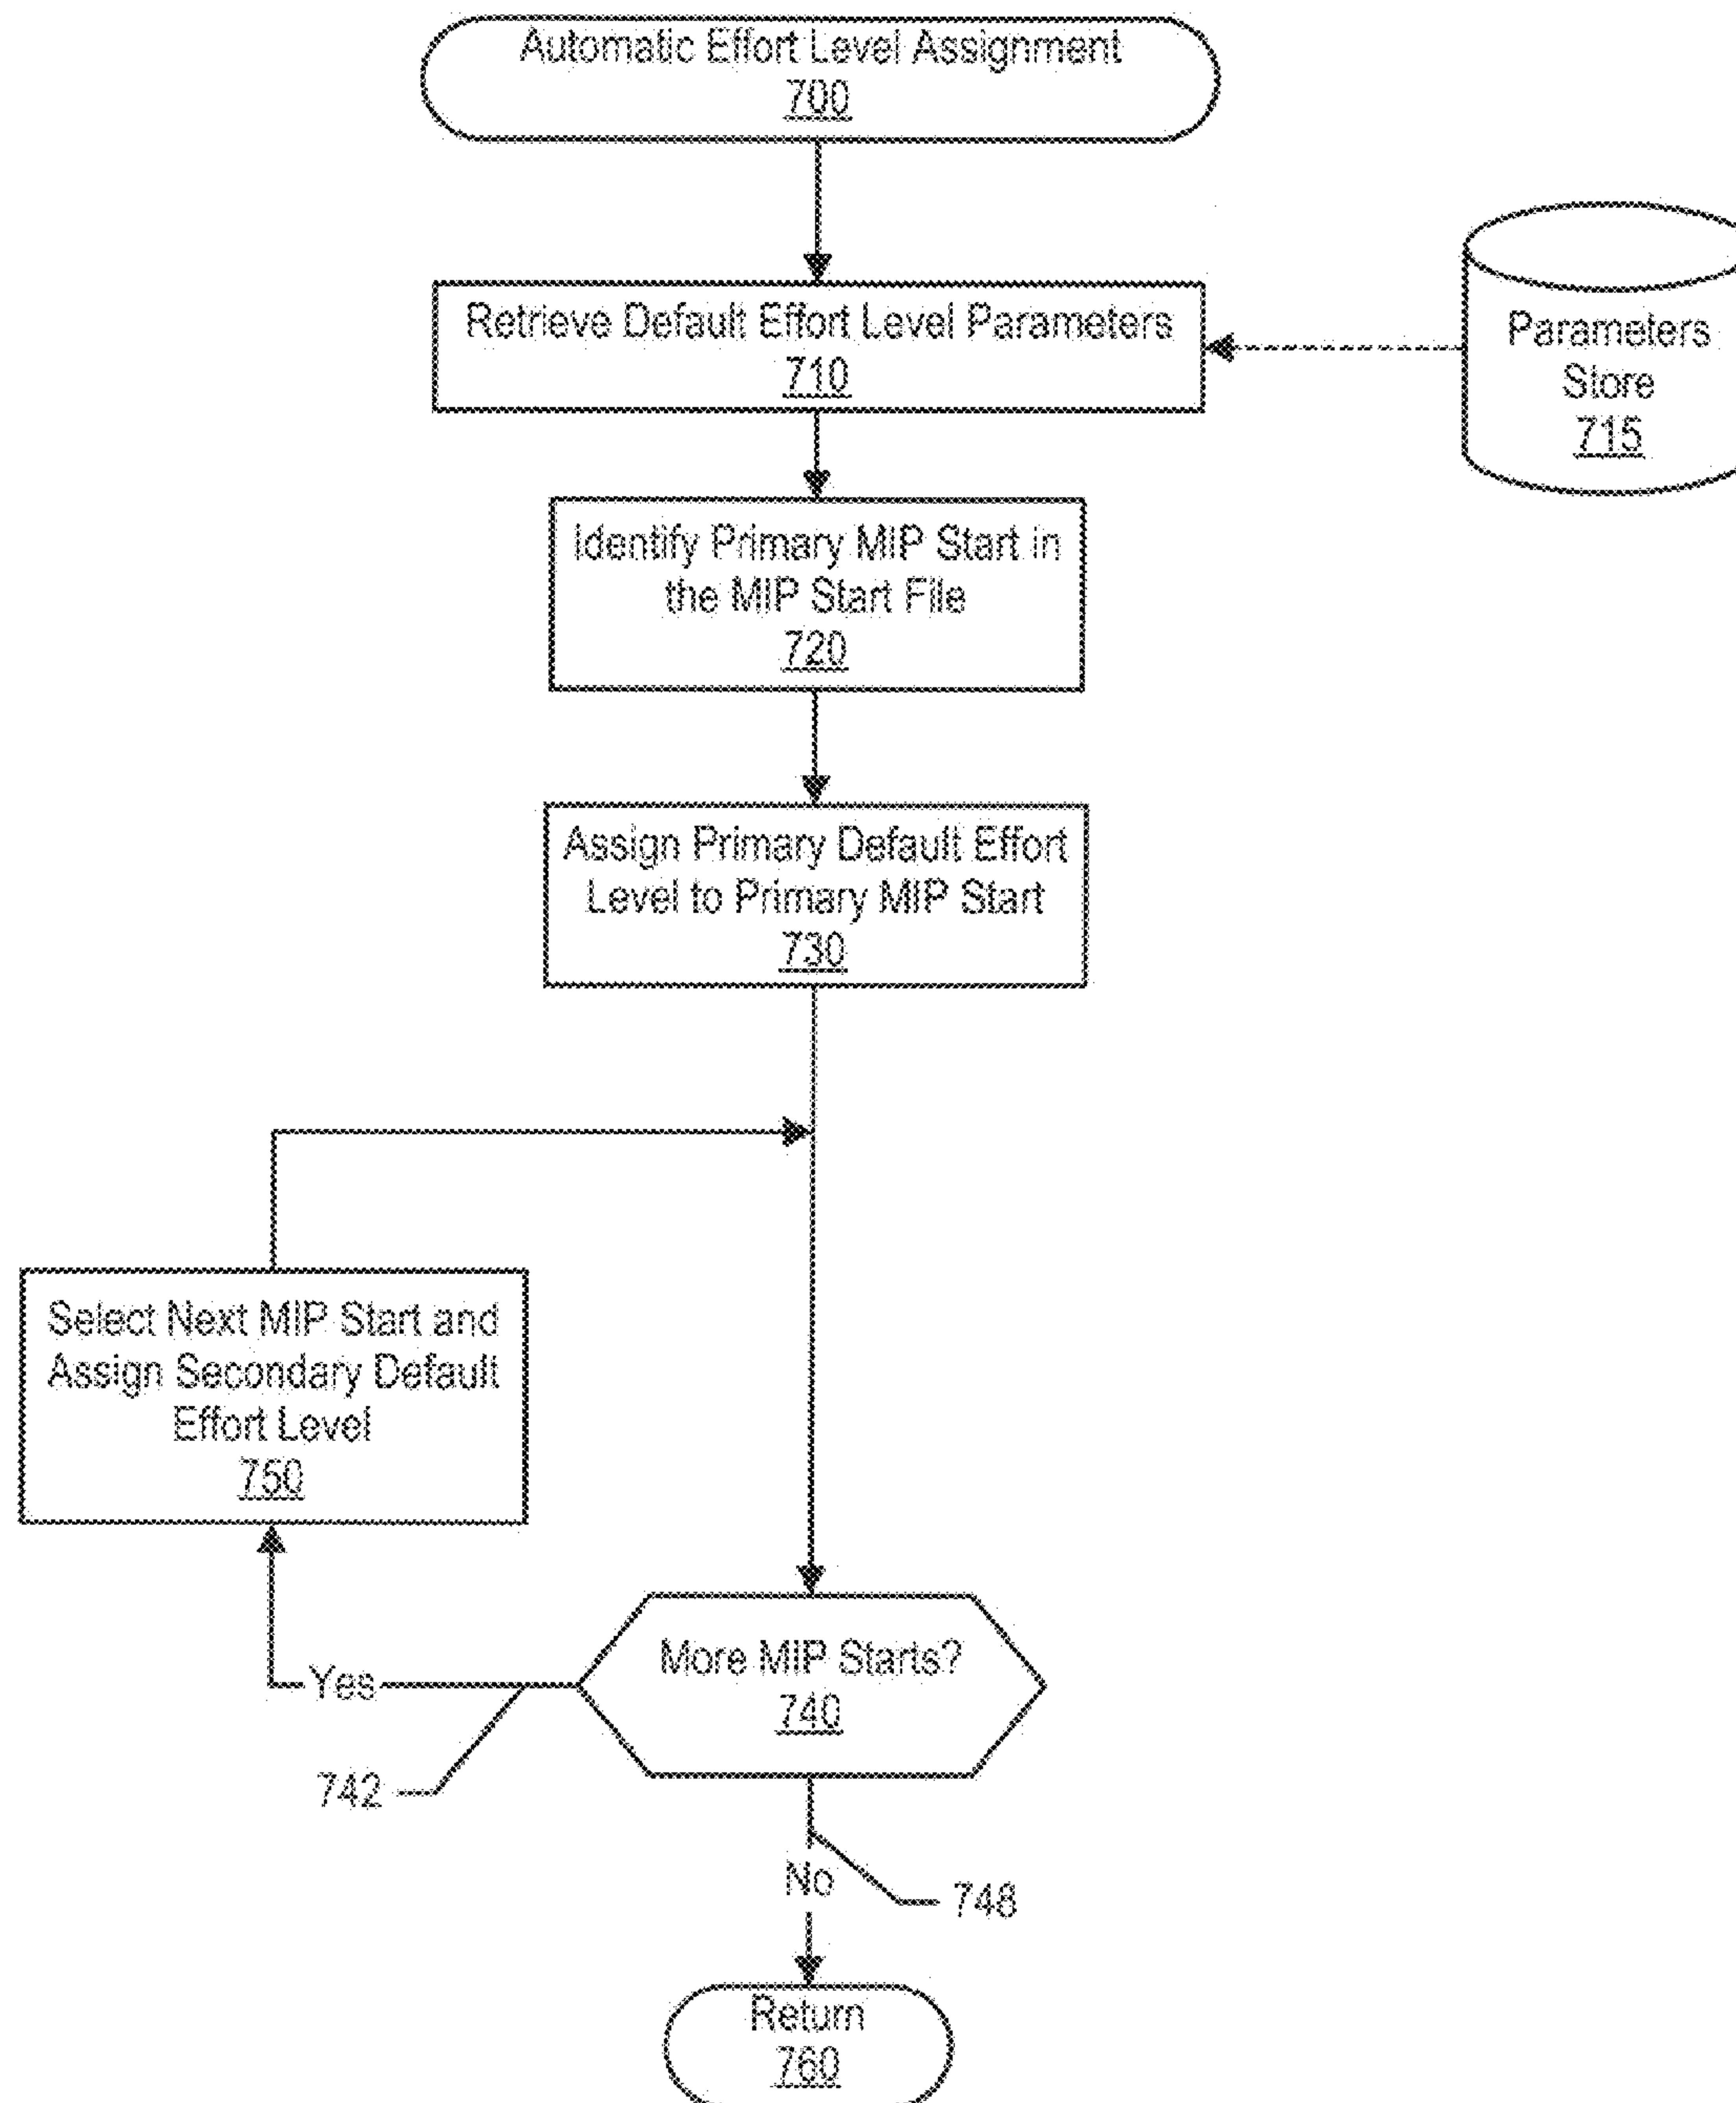 Automatic Effort Level Assignment
700
Retrieve Default Effort Level Parameters
710
Parameters
Store
715
Identify Primary MIP Start in
the MIP Start File
720
Assign Primary Default Effort
Level to Primary MIP Start
730
Select Next MIP Start and
Assign Secondary Default
Effort Level
750
More MIP Starts?
740
Yes
742
No
748
Return
760